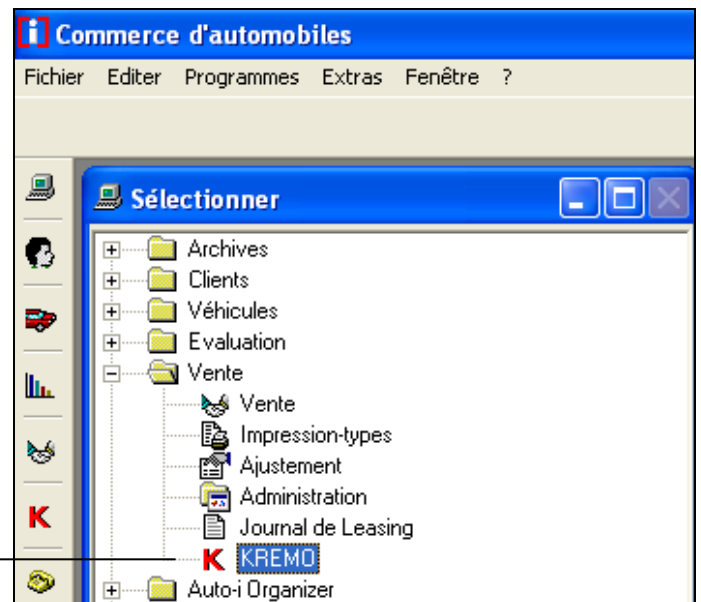 [i] Commerce d'automobiles
Fichier Editer Programmes Extras Fenêtre ?
Sélectionner
Archives
Clients
Véhicules
Evaluation
Vente
Vente
Impression-types
Ajustement
Administration
Journal de Leasing
K
K KREMO
Auto-i Organizer